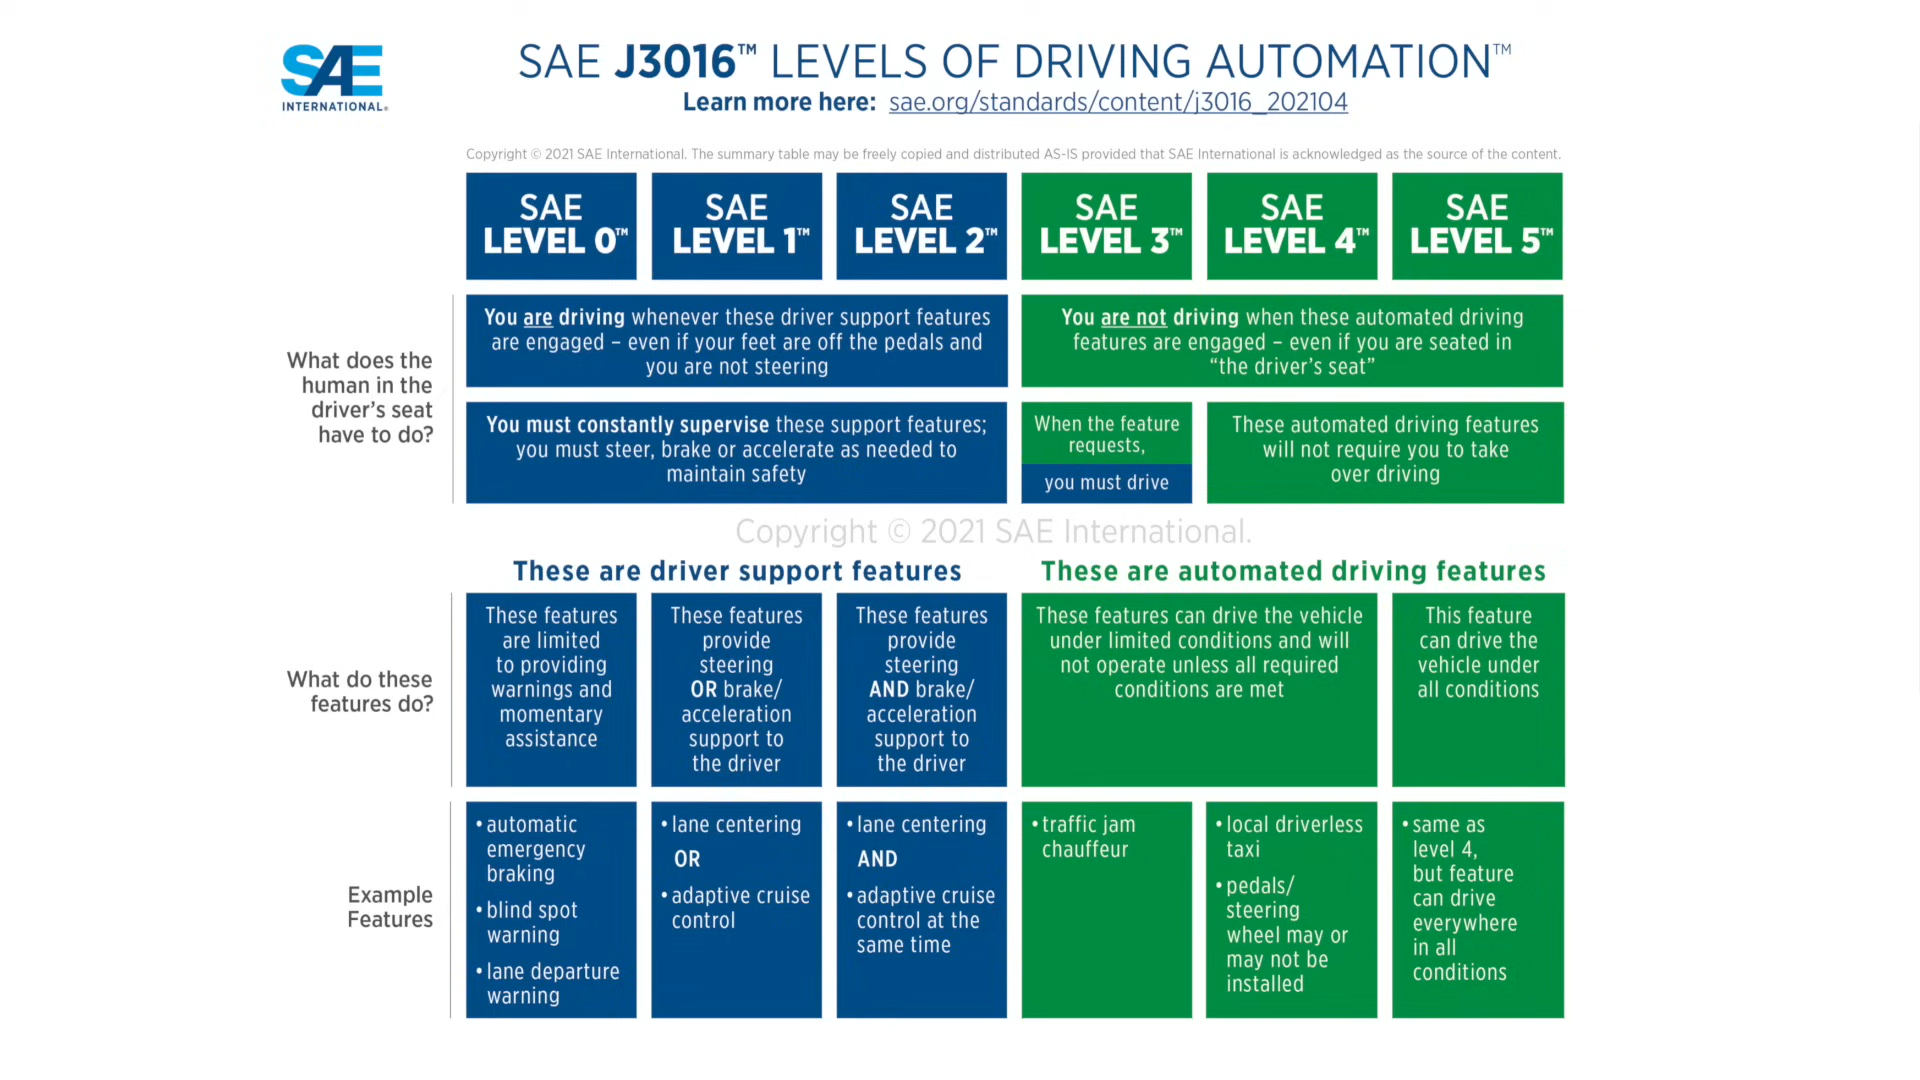 SAE
INTERNATIONAL®
SAE J3016™ LEVELS OF DRIVING AUTOMATION™
Learn more here: sae.org/standards/content/j3016_202104
Copyright © 2021 SAE International. The summary table may be freely copied and distributed AS-IS provided that SAE International is acknowledged as the source of the content.
SAE
LEVEL 0™
SAE
LEVEL 1™
SAE
LEVEL 2™
SAE
LEVEL 3™
SAE
LEVEL 4™
SAE
LEVEL 5™
What does the
human in the
driver's seat
have to do?
You are driving whenever these driver support features
are engaged – even if your feet are off the pedals and
you are not steering
You are not driving when these automated driving
features are engaged – even if you are seated in
“the driver's seat”
You must constantly supervise these support features;
you must steer, brake or accelerate as needed to
maintain safety
When the feature
requests,
you must drive
These automated driving features
will not require you to take
over driving
Copyright © 2021 SAE International.
These are driver support features
These are automated driving features
What do these
features do?
These features
are limited
to providing
warnings and
momentary
assistance
These features
provide
steering
OR brake/
acceleration
support to
the driver
These features
provide
steering
AND brake/
acceleration
support to
the driver
These features can drive the vehicle
under limited conditions and will
not operate unless all required
conditions are met
This feature
can drive the
vehicle under
all conditions
Example
Features
• automatic
emergency
braking
• blind spot
warning
• lane departure
warning
• lane centering
OR
• adaptive cruise
control
• lane centering
AND
• adaptive cruise
control at the
same time
• traffic jam
chauffeur
• local driverless
taxi
• pedals/
steering
wheel may or
may not be
installed
• same as
level 4,
but feature
can drive
everywhere
in all
conditions